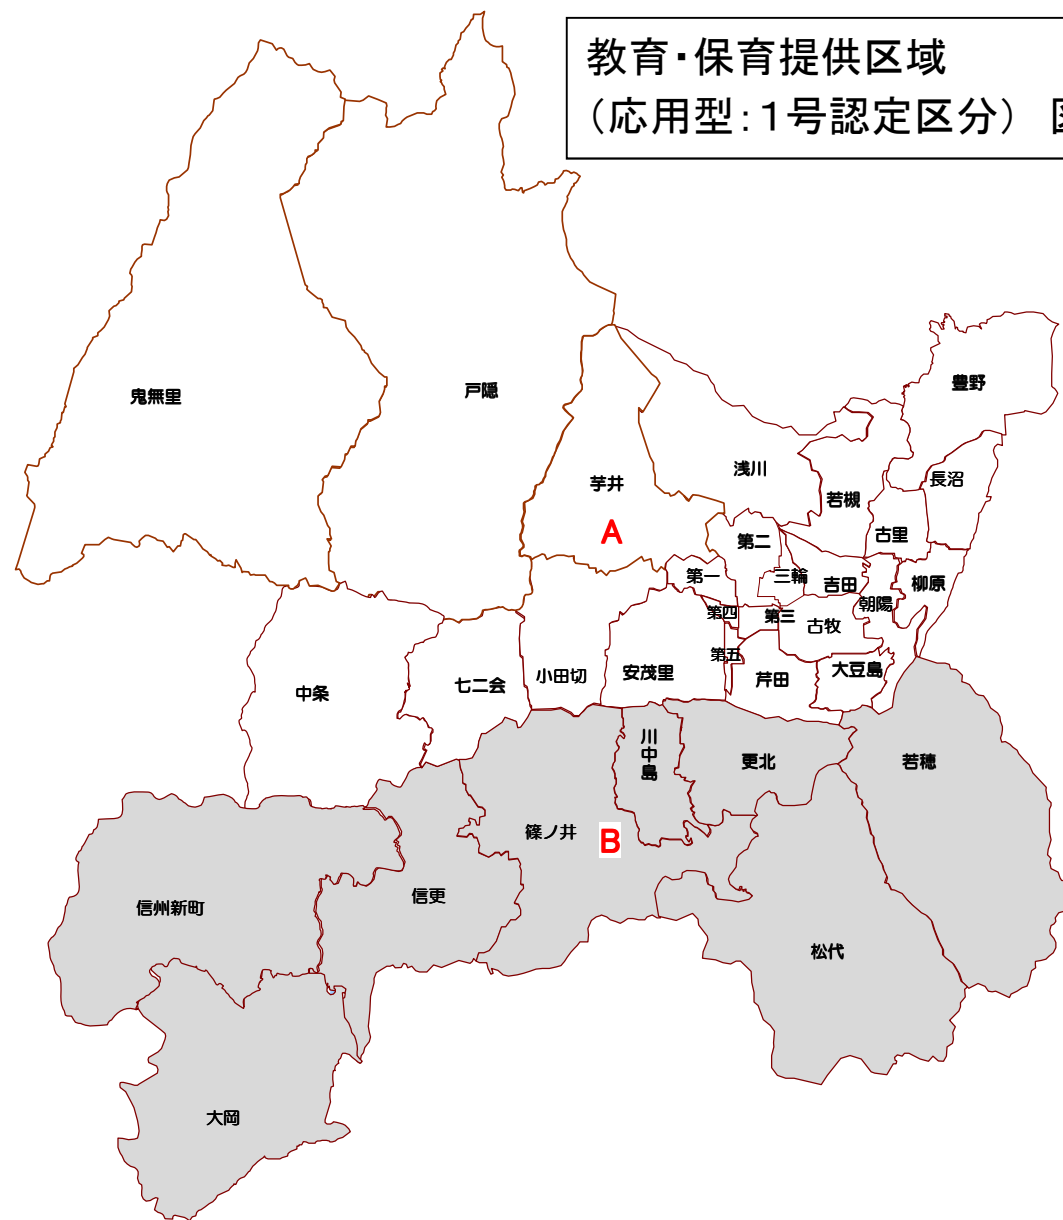 教育・保育提供区域
（応用型：１号認定区分） 区
豊野
鬼無里
戸隠
浅川
長沼
芋井
若槻
A
古里
第二
第一
三輪
吉田
柳原
朝陽
第四
第三
古牧
第五
大豆島
小田切
安茂里
芹田
七二会
中条
川中島
更北
若穂
篠ノ井
B
信更
信州新町
松代
大岡